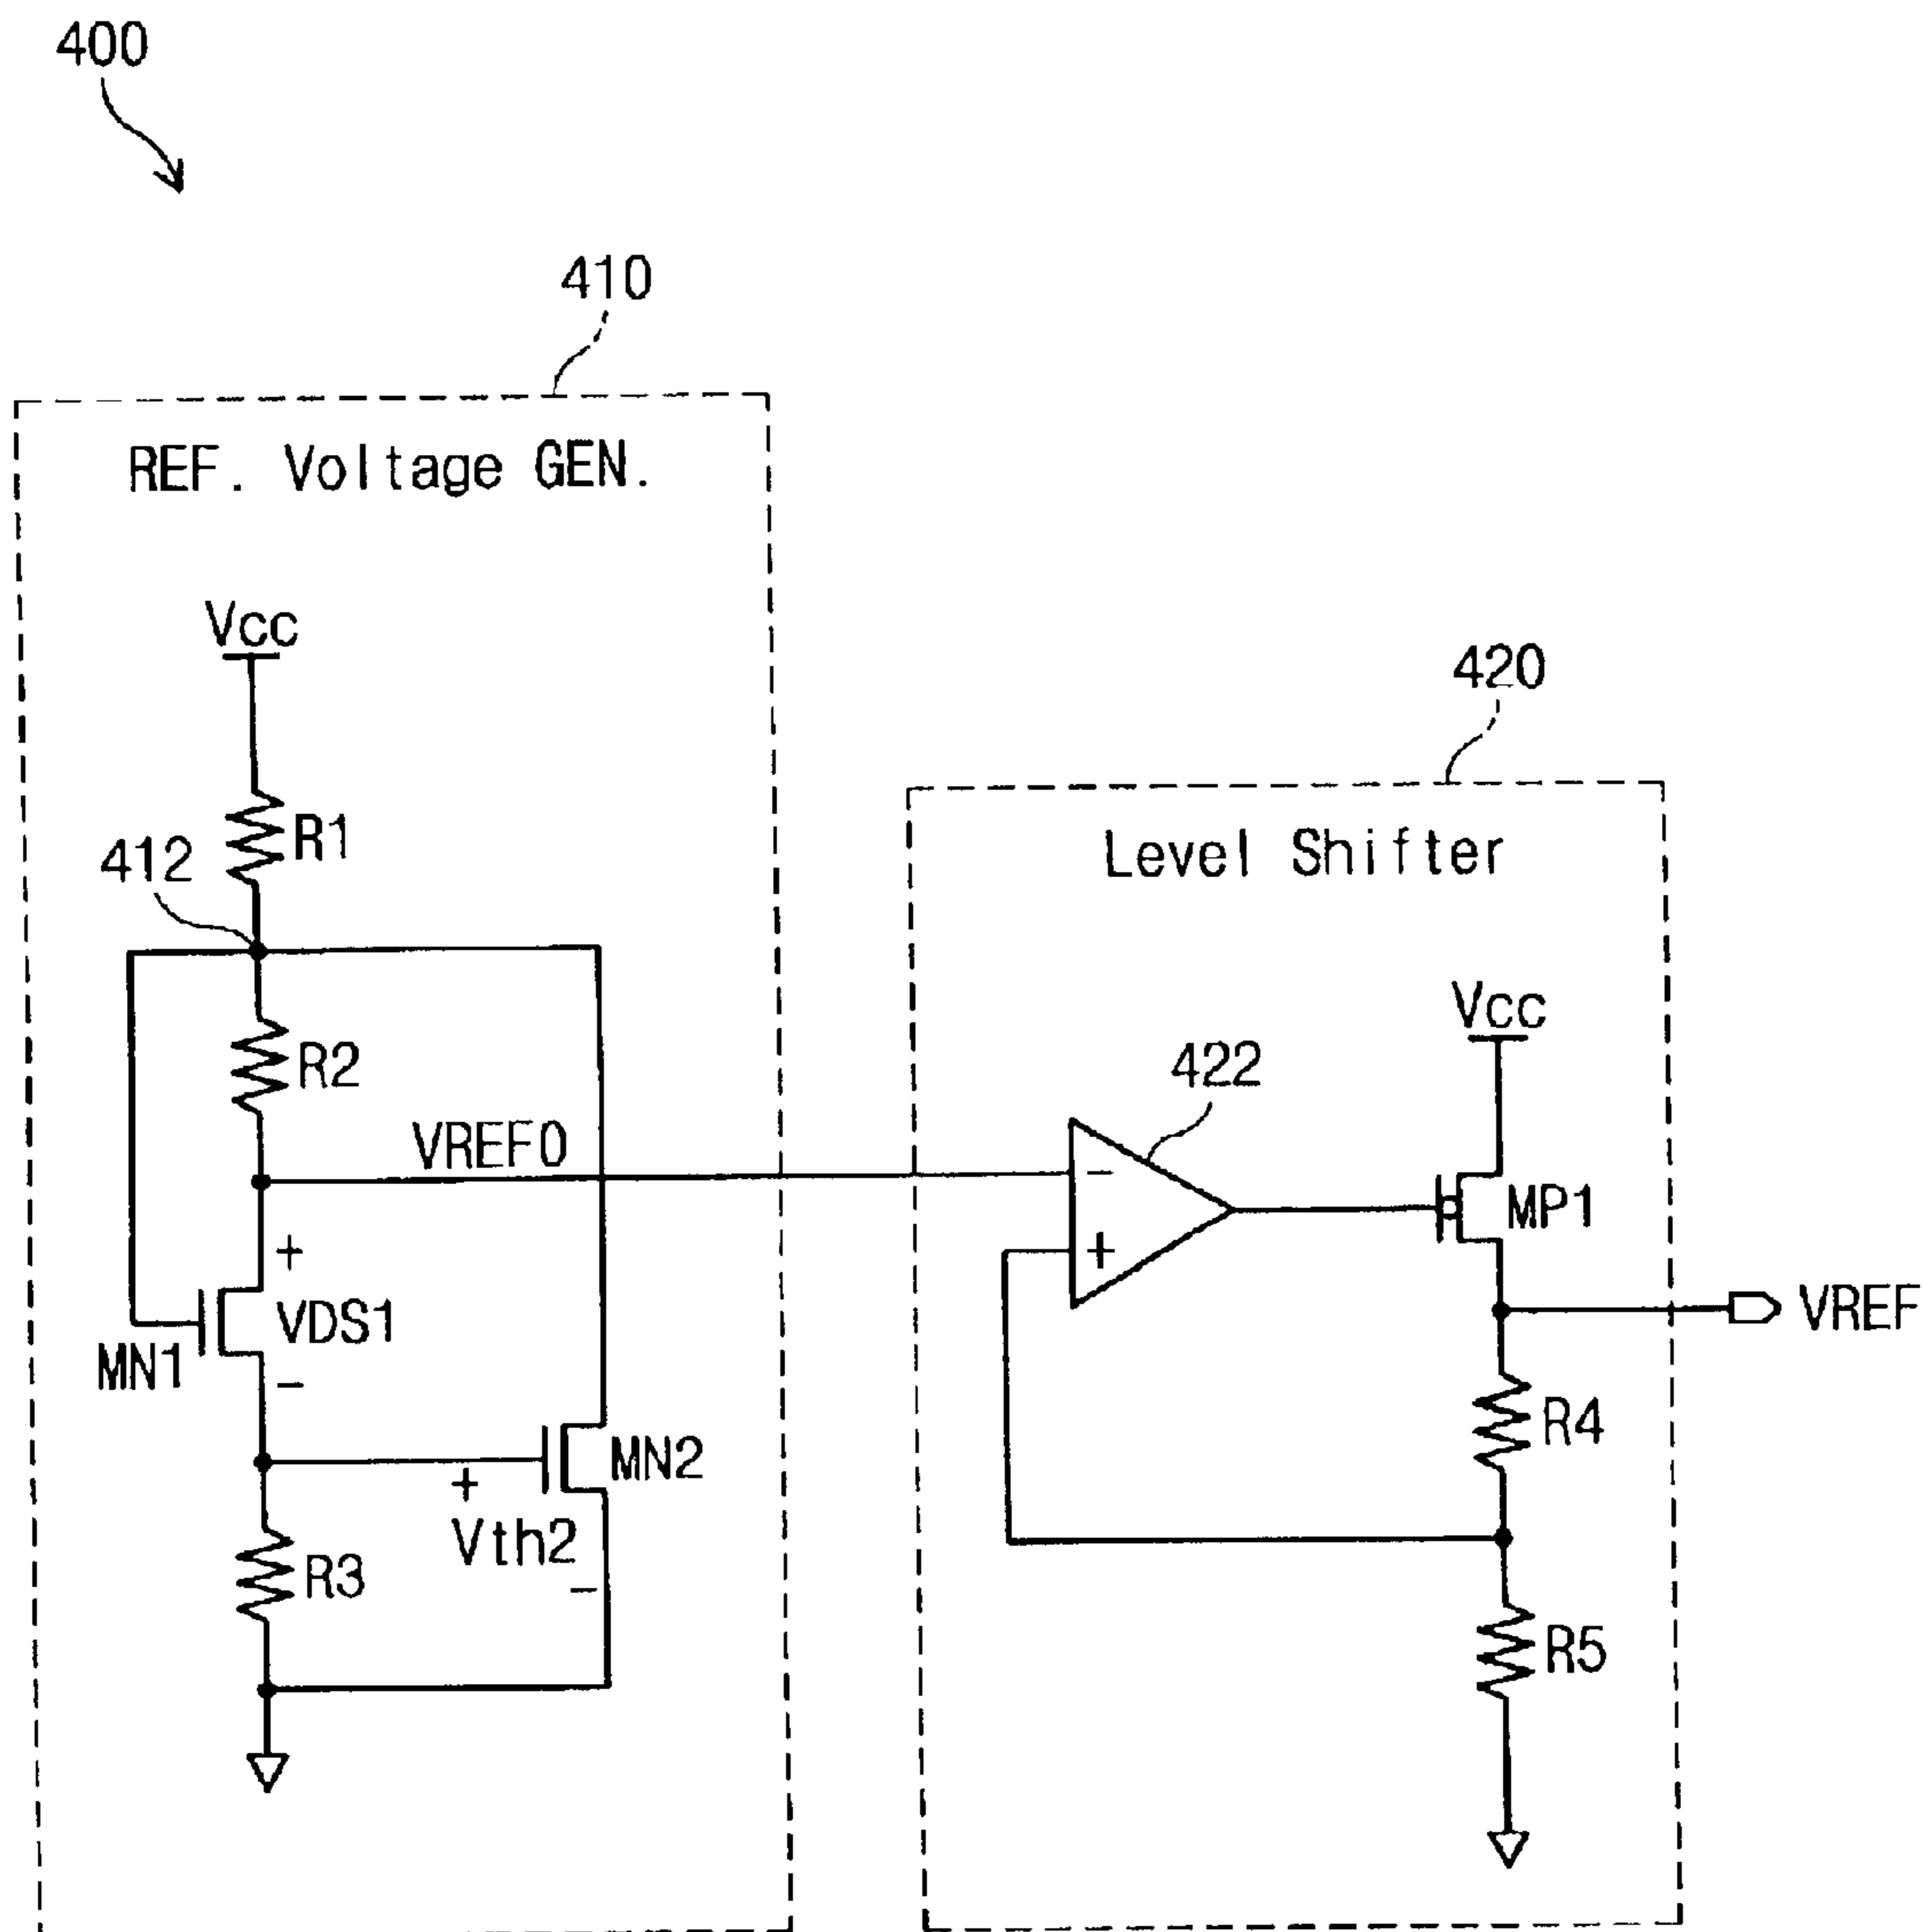 400
410
REF. Voltage GEN.
Vcc
420
R1
412
Level Shifter
Vcc
R2
422
VREF0
-
MP1
+
+
VDS1
VREF
MN1
-
R4
MN2
+
Vth2
R3
-
R5